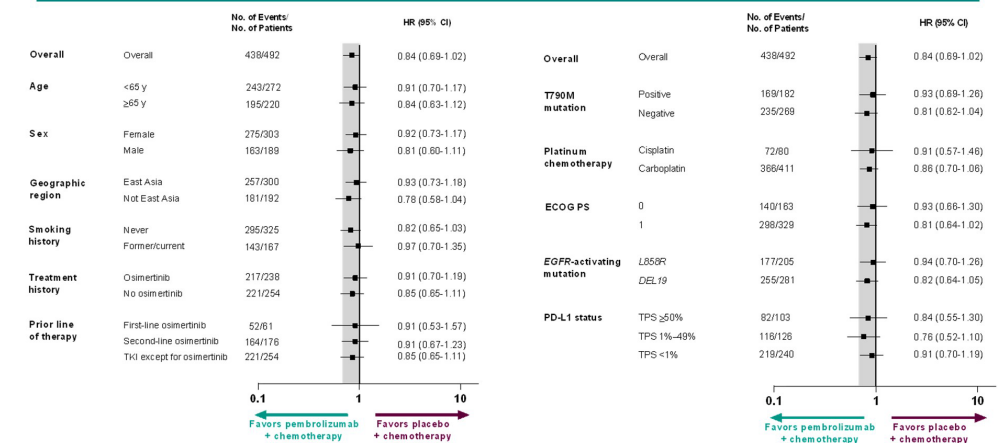 No. of Events/
No. of Patients
HR (95% CI)
Overall Overall 438/492 0.84 (0.69-1.02)
Age <65 y 243/272 0.91 (0.70-1.17)
≥65 y 195/220 0.84 (0.63-1.12)
Sex Female 275/303 0.92 (0.73-1.17)
Male 163/189 0.81 (0.60-1.11)
Geographic
region
East Asia 257/300 0.93 (0.73-1.18)
Not East Asia 181/192 0.78 (0.58-1.04)
Smoking
history
Never 295/325 0.82 (0.65-1.03)
Former/current 143/167 0.97 (0.70-1.35)
Treatment
history
Osimertinib 217/238 0.91 (0.70-1.19)
No osimertinib 221/254 0.85 (0.65-1.11)
Prior line
of therapy
First-line osimertinib 52/61 0.91 (0.53-1.57)
Second-line osimertinib 164/176 0.91 (0.67-1.23)
TKI except for osimertinib 221/254 0.85 (0.65-1.11)
0.1 1 10
Favors pembrolizumab
+ chemotherapy
Favors placebo
+ chemotherapy
No. of Events/
No. of Patients
HR (95% CI)
Overall Overall 438/492 0.84 (0.69-1.02)
T790M
mutation
Positive 169/182 0.93 (0.69-1.26)
Negative 235/269 0.81 (0.62-1.04)
Platinum
chemotherapy
Cisplatin 72/80 0.91 (0.57-1.46)
Carboplatin 366/411 0.86 (0.70-1.06)
ECOG PS 0 140/163 0.93 (0.66-1.30)
1 298/329 0.81 (0.64-1.02)
EGFR-activating
mutation
L858R 177/205 0.94 (0.70-1.26)
DEL19 255/281 0.82 (0.64-1.05)
PD-L1 status TPS ≥50% 82/103 0.84 (0.55-1.30)
TPS 1%–49% 116/126 0.76 (0.52-1.10)
TPS <1% 219/240 0.91 (0.70-1.19)
0.1 1 10
Favors pembrolizumab
+ chemotherapy
Favors placebo
+ chemotherapy